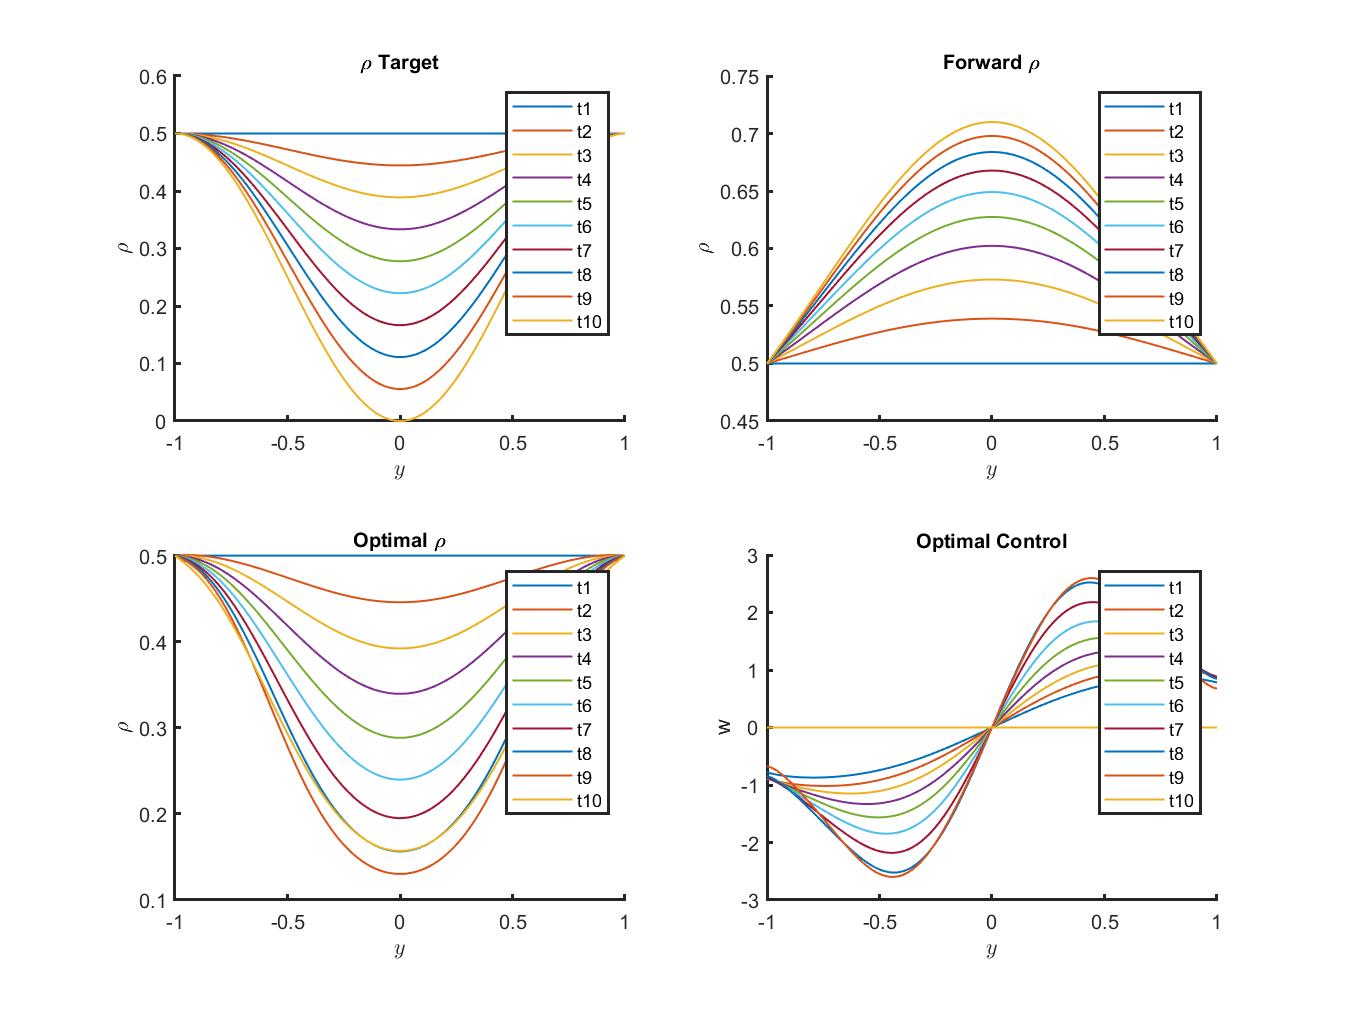 ρ Target
0.6
0.5
0.4
0.3
0.2
0.1
0
ρ
-1 -0.5 0 0.5 1
y
t1
t2
t3
t4
t5
t6
t7
t8
t9
t10
Forward ρ
0.75
0.7
0.65
0.6
0.55
0.5
0.45
ρ
-1 -0.5 0 0.5 1
y
t1
t2
t3
t4
t5
t6
t7
t8
t9
t10
Optimal ρ
0.5
0.4
0.3
0.2
0.1
ρ
-1 -0.5 0 0.5 1
y
t1
t2
t3
t4
t5
t6
t7
t8
t9
t10
Optimal Control
3
2
1
0
-1
-2
-3
w
-1 -0.5 0 0.5 1
y
t1
t2
t3
t4
t5
t6
t7
t8
t9
t10